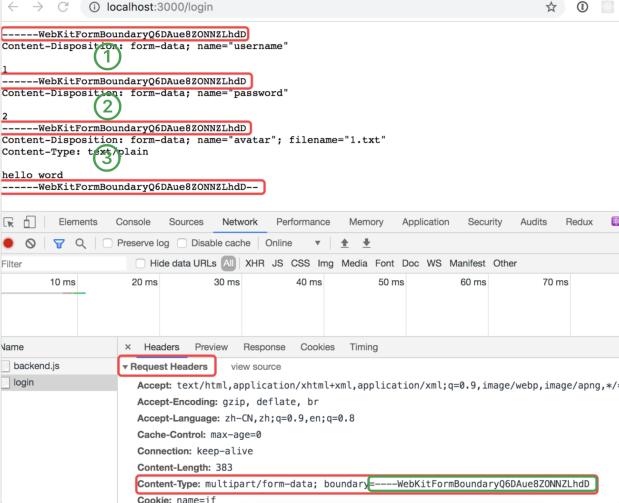 localhost:3000/login
------WebKitFormBoundaryQ6DAue8ZONNZLhdD
Content-Disposition: form-data; name="username"
1
1
------WebKitFormBoundaryQ6DAue8ZONNZLhdD
Content-Disposition: form-data; name="password"
2
2
------WebKitFormBoundaryQ6DAue8ZONNZLhdD
Content-Disposition: form-data; name="avatar"; filename="1.txt"
Content-Type: text/plain
3
hello word
------WebKitFormBoundaryQ6DAue8ZONNZLhdD--
Elements Console Sources Network Performance Memory Application Security Audits Redux
Preserve log Disable cache Online
Filter Hide data URLs All XHR JS CSS Img Media Font Doc WS Manifest Other
10 ms 20 ms 30 ms 40 ms 50 ms 60 ms 70 ms
Name × Headers Preview Response Cookies Timing
backend.js
login
▼ Request Headers view source
Accept: text/html,application/xhtml+xml,application/xml;q=0.9,image/webp,image/apng,*/*
Accept-Encoding: gzip, deflate, br
Accept-Language: zh-CN,zh;q=0.9,en;q=0.8
Cache-Control: max-age=0
Connection: keep-alive
Content-Length: 383
Content-Type: multipart/form-data; boundary=----WebKitFormBoundaryQ6DAue8ZONNZLhdD
Cookie: name=if